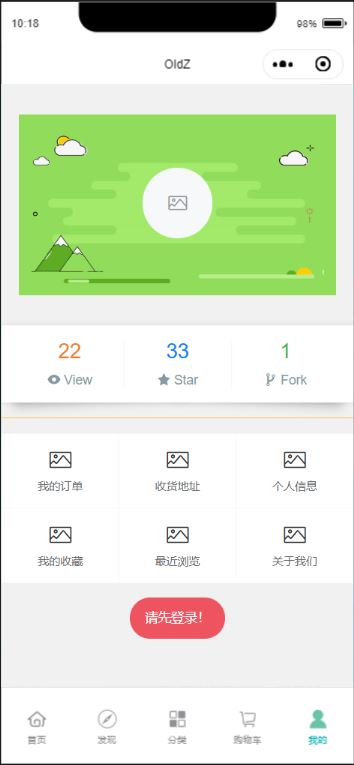 10:18
98%
OldZ
22
33
1
View
Star
Fork
我的订单
收货地址
个人信息
我的收藏
最近浏览
关于我们
请先登录!
首页
发现
分类
购物车
我的